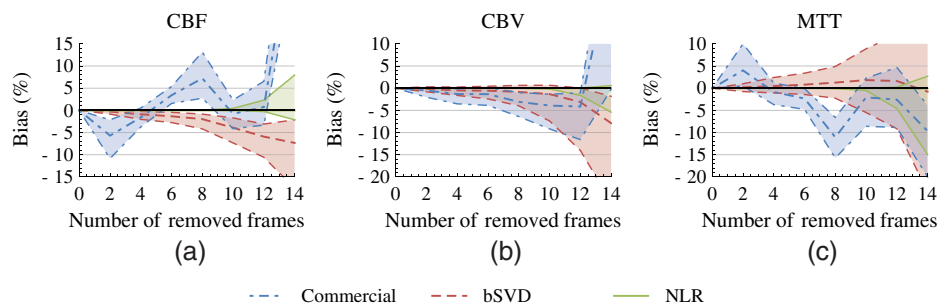 CBF
CBV
MTT
15
10
5
0
- 5
- 10
- 15
Bias (%)
0 2 4 6 8 10 12 14
Number of removed frames
(a)
10
5
0
- 5
- 10
- 15
- 20
Bias (%)
0 2 4 6 8 10 12 14
Number of removed frames
(b)
10
5
0
- 5
- 10
- 15
- 20
Bias (%)
0 2 4 6 8 10 12 14
Number of removed frames
(c)
Commercial bSVD NLR